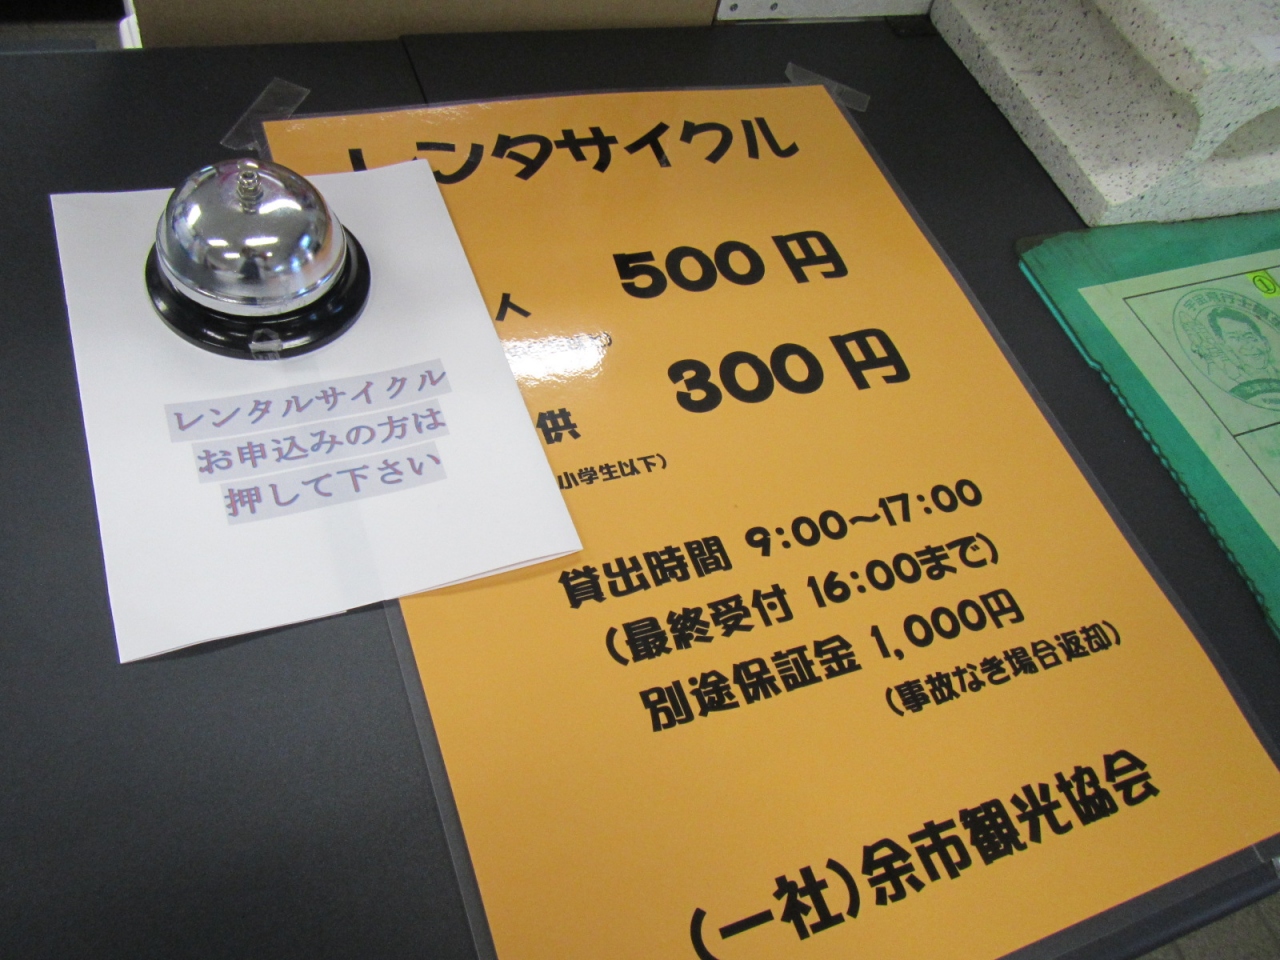 レンタサイクル
人 500円
供 300円
小学生以下)
貸出時間 9:00~17:00
(最終受付 16:00まで)
別途保証金 1,000円
(事故なき場合返却)
(一社)余市観光協会
レンタルサイクル
お申込みの方は
押して下さい
①